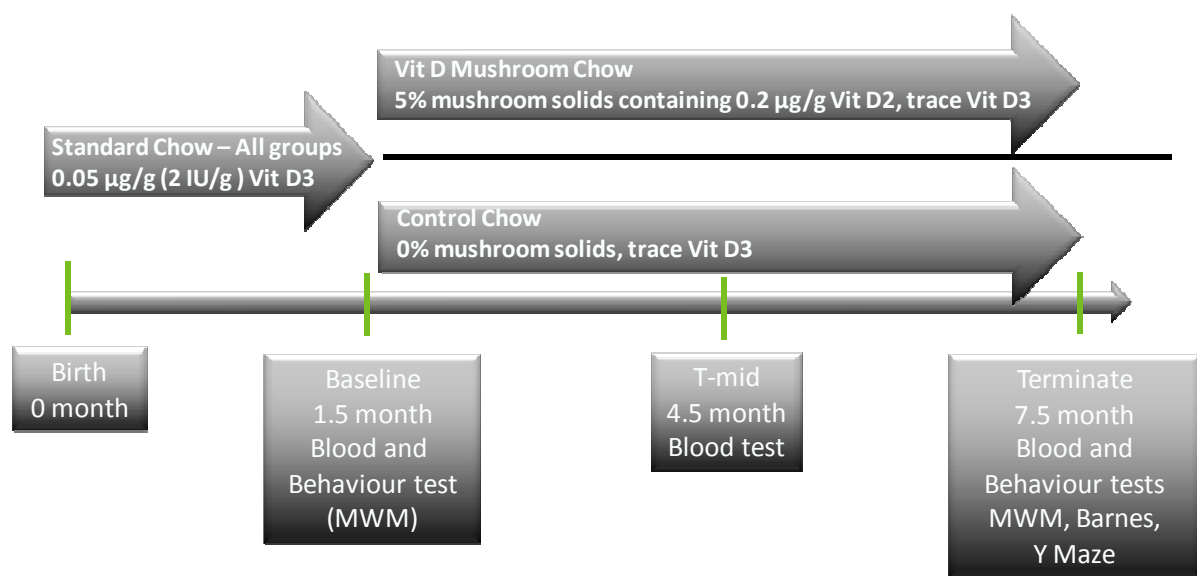 Vit D Mushroom Chow
5% mushroom solids containing 0.2 µg/g Vit D2, trace Vit D3
Standard Chow – All groups
0.05 µg/g (2 IU/g ) Vit D3
Control Chow
0% mushroom solids, trace Vit D3
Birth
0 month
Baseline
1.5 month
Blood and
Behaviour test
(MWM)
T-mid
4.5 month
Blood test
Terminate
7.5 month
Blood and
Behaviour tests
MWM, Barnes,
Y Maze